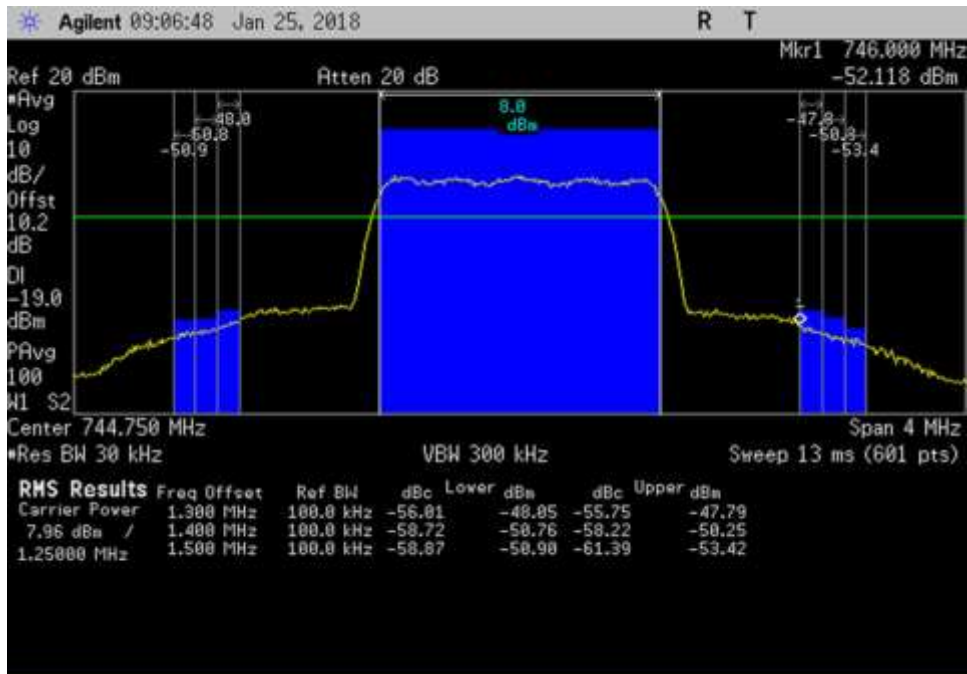 Agilent 09:06:48 Jan 25, 2018 R T
Mkr1 746.000 MHz
Ref 20 dBm Atten 20 dB -52.118 dBm
*Avg
Log
10
dB/
Offst
10.2
dB
DI
-19.0
dBm
PAvg
100
W1 S2
-50.9
-50.8
-48.0
8.0
dBm
-47.8
-50.3
-53.4
Center 744.750 MHz Span 4 MHz
*Res BW 30 kHz VBW 300 kHz Sweep 13 ms (601 pts)
RMS Results Freq Offset Ref BW dBc Lower dBm dBc Upper dBm
Carrier Power 1.300 MHz 100.0 kHz -56.01 -48.05 -55.75 -47.79
7.96 dBm / 1.400 MHz 100.0 kHz -58.72 -50.76 -58.22 -50.25
1.25000 MHz 1.500 MHz 100.0 kHz -58.87 -50.90 -61.39 -53.42